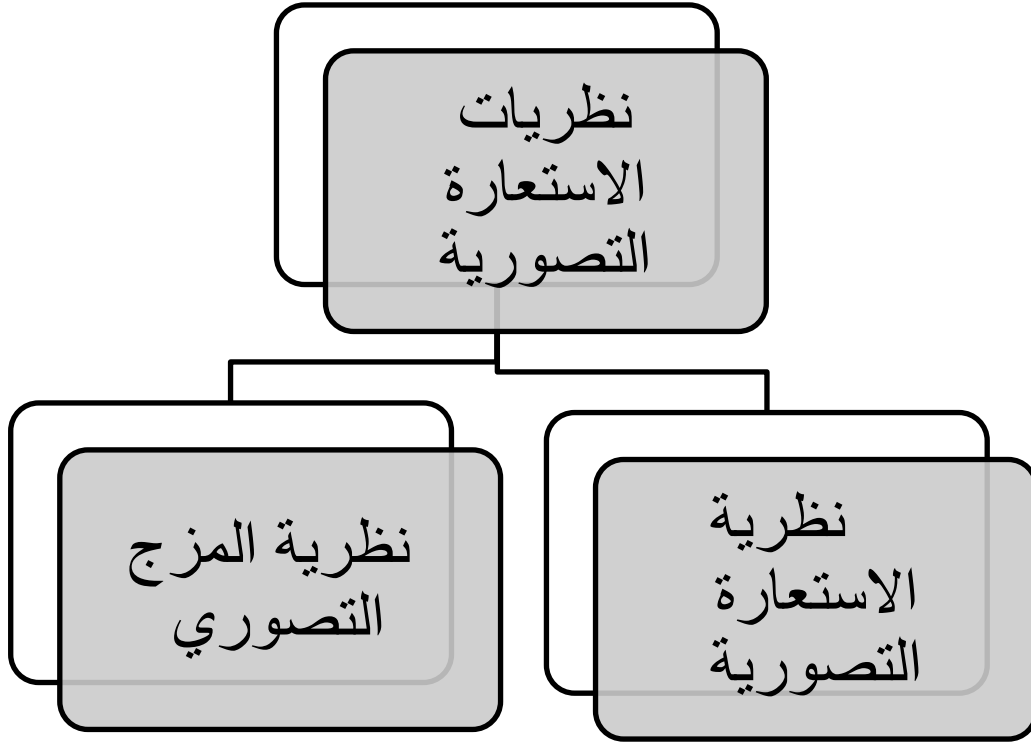 نظريات
الاستعارة
التصورية
نظرية
الاستعارة
التصورية
نظرية المزج
التصوري